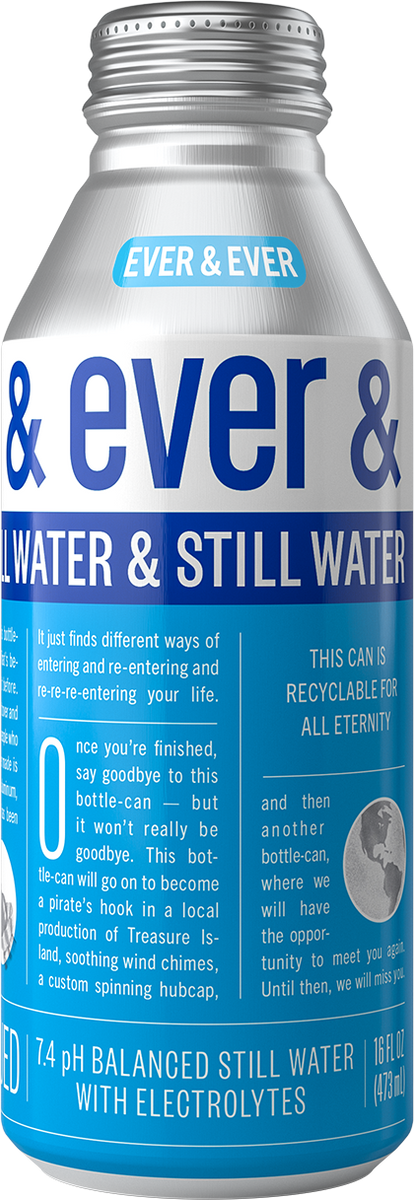 EVER & EVER
& ever &
WATER & STILL WATER
It just finds different ways of
entering and re-entering and
re-re-re-entering your life.
Once you're finished,
say goodbye to this
bottle-can — but
it won't really be
goodbye. This bot-
tle-can will go on to become
a pirate's hook in a local
production of Treasure Is-
land, soothing wind chimes,
a custom spinning hubcap,
THIS CAN IS
RECYCLABLE FOR
ALL ETERNITY
and then
another
bottle-can,
where we
will have
the oppor-
tunity to meet you again.
Until then, we will miss you.
7.4 pH BALANCED STILL WATER
WITH ELECTROLYTES
16 FL OZ
(473 mL)